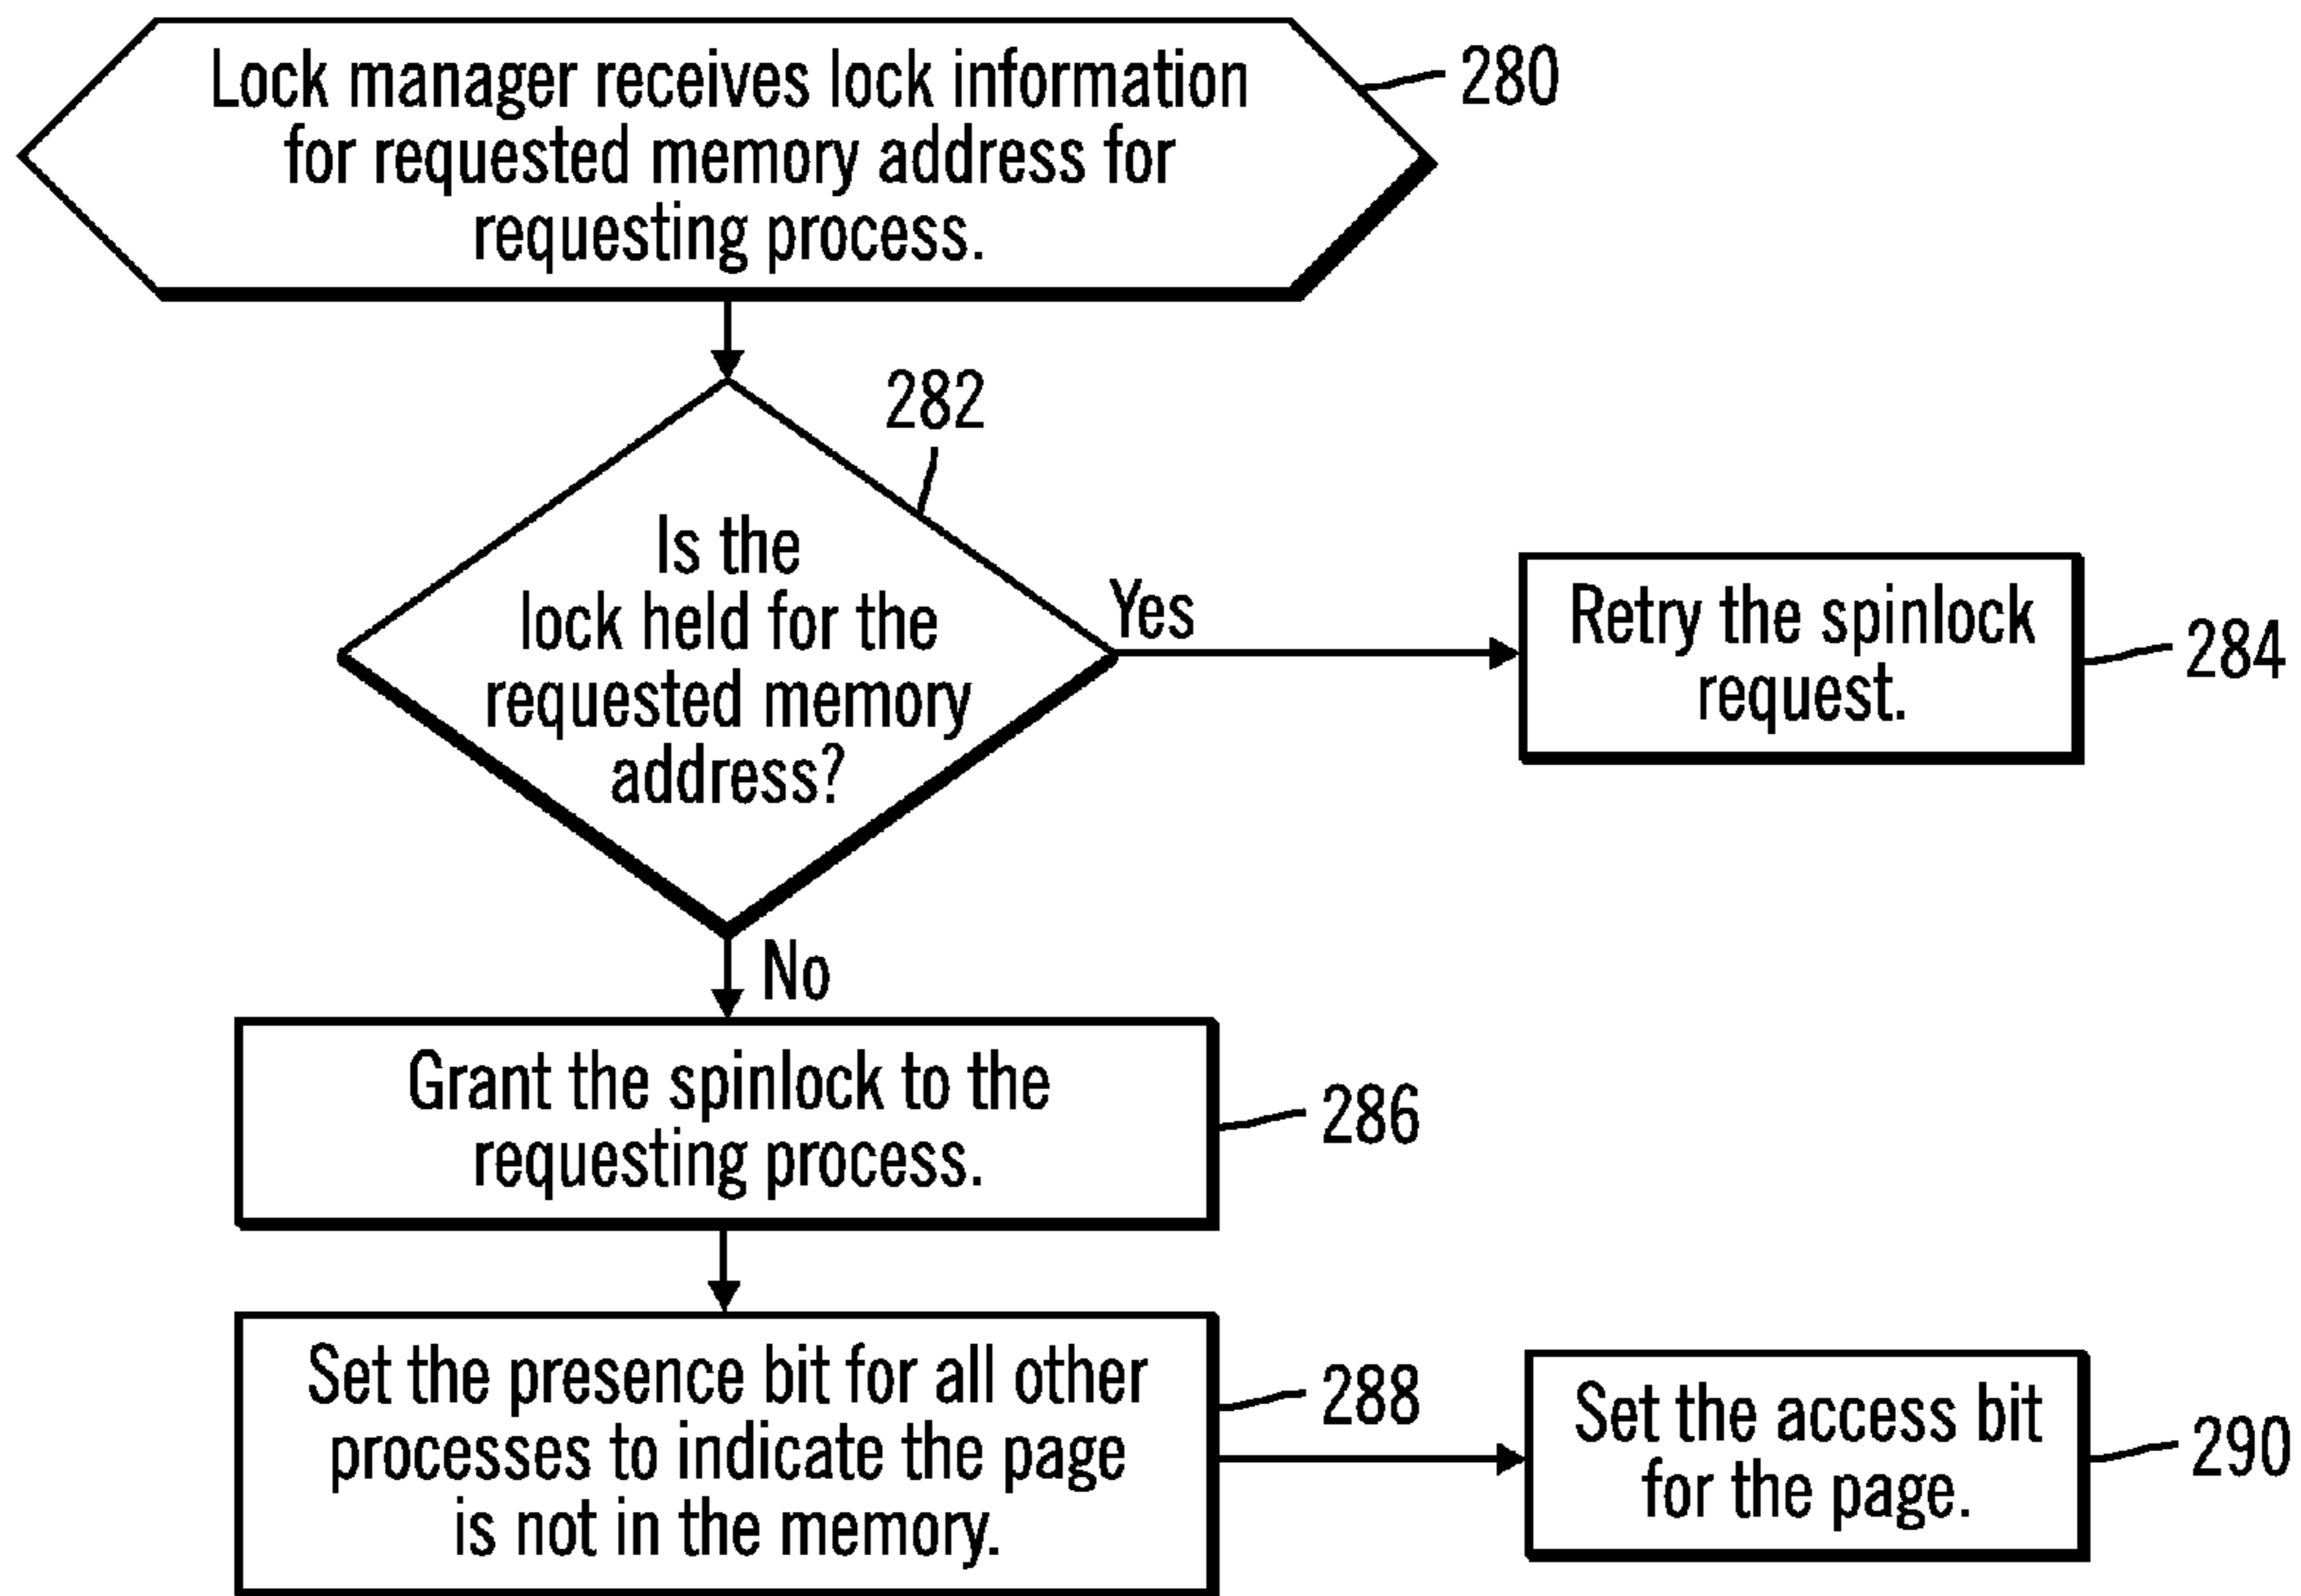 Lock manager receives lock information
for requested memory address for
requesting process.
280
282
Is the
lock held for the
requested memory
address?
Yes
Retry the spinlock
request.
284
No
Grant the spinlock to the
requesting process.
286
Set the presence bit for all other
processes to indicate the page
is not in the memory.
288
Set the access bit
for the page.
290